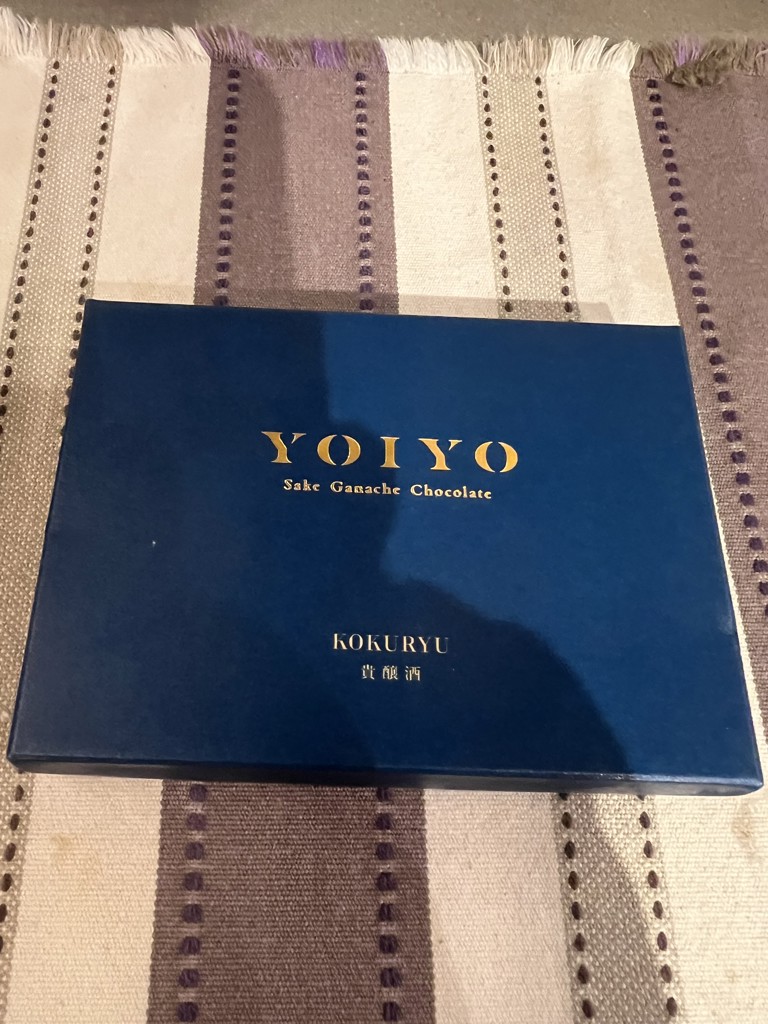 YOIYO
Sake Ganache Chocolate
KOKURYU
貴醸酒